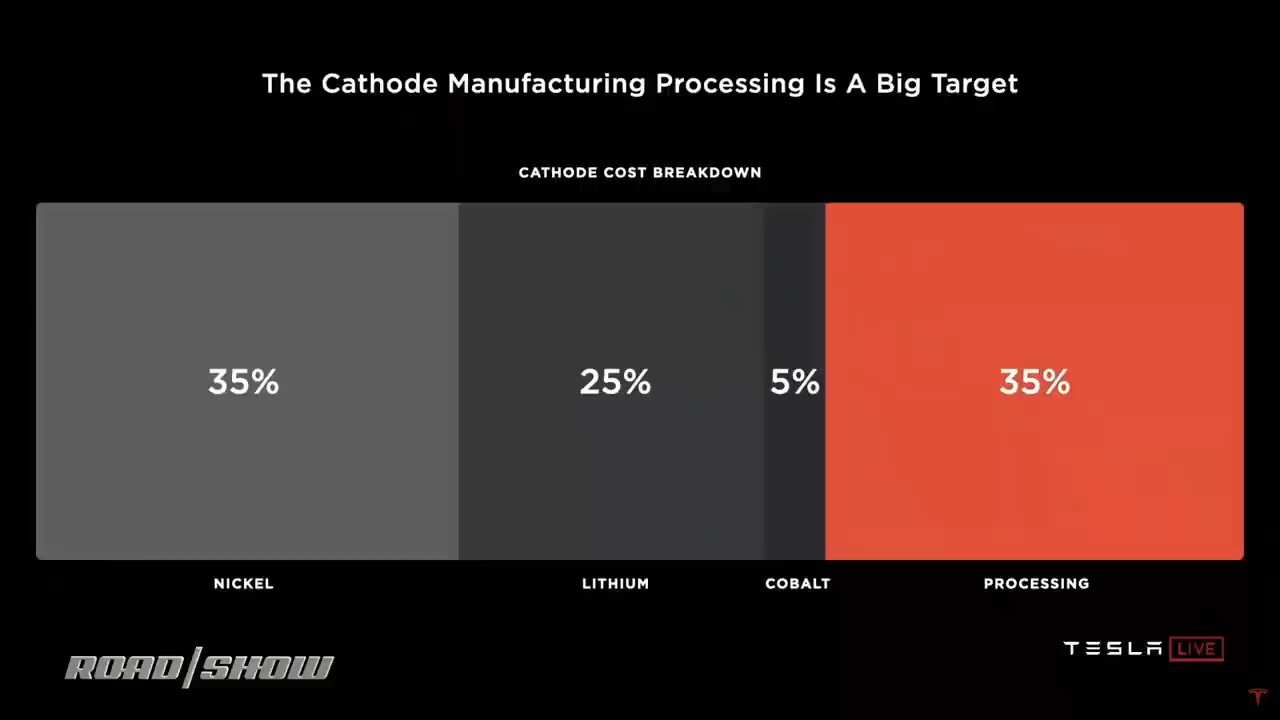 The Cathode Manufacturing Processing Is A Big Target
CATHODE COST BREAKDOWN
35% 25% 5% 35%
NICKEL LITHIUM COBALT PROCESSING
ROAD/SHOW
TESLA LIVE